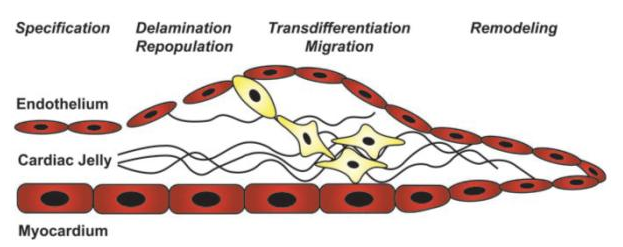 Specification
Delamination
Repopulation
Transdifferentiation
Migration
Remodeling
Endothelium
Cardiac Jelly
Myocardium